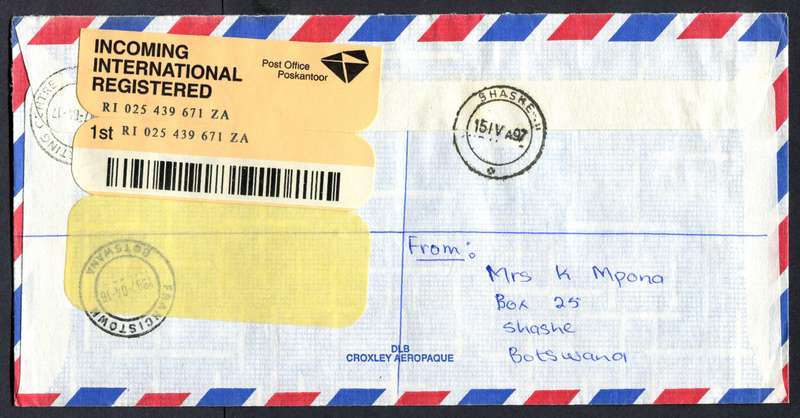 INCOMING
INTERNATIONAL
REGISTERED
Post Office
Poskantoor
RI 025 439 671 ZA
1st RI 025 439 671 ZA
15 IV 97
BOTSWANA
FRANCISTOWN
From:
Mrs K Mpona
Box 25
Shashe
Botswana
DLB
CROXLEY AEROPAQUE